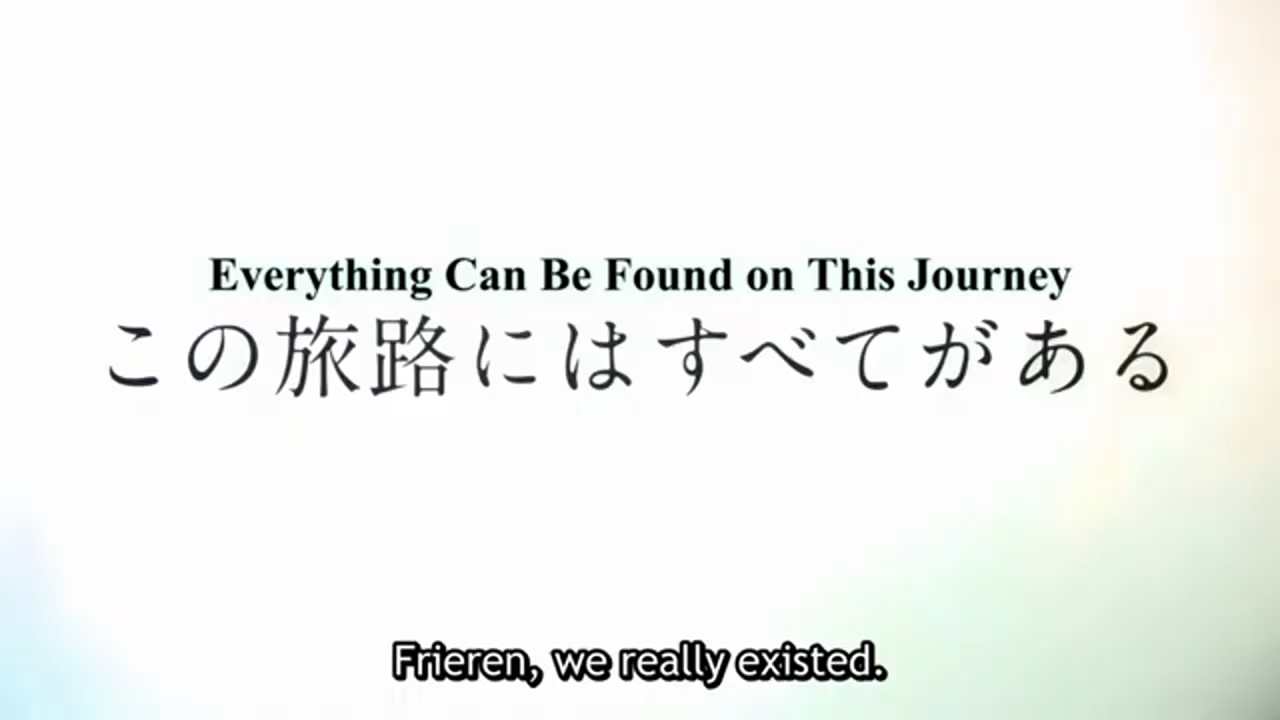 Everything Can Be Found on This Journey
この旅路にはすべてがある
Frieren, we really existed.